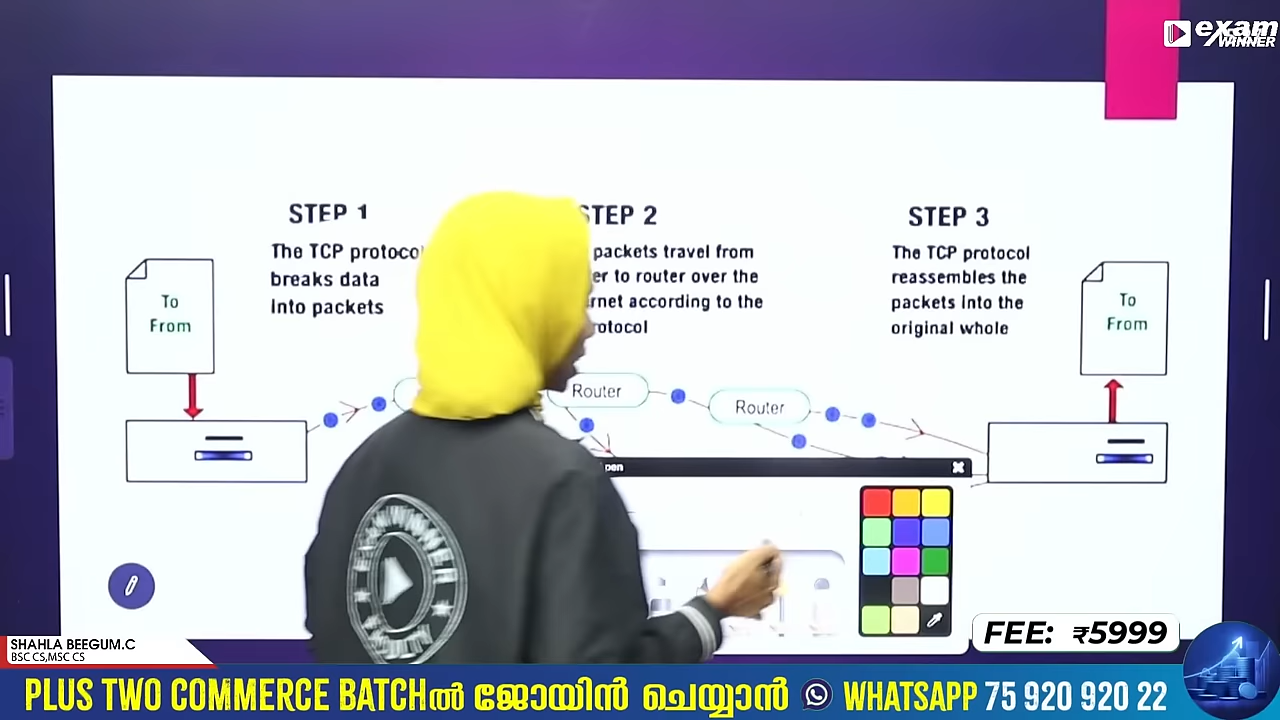 exam
WINNER
STEP 1
The TCP protocol
breaks data
into packets
STEP 2
packets travel from
to router over the
according to the
STEP 3
The TCP protocol
reassembles the
packets into the
original whole
To
From
To
From
Router
Router
pen
EXAM WINNER
SHAHLA BEEGUM.C
BSC CS,MSC CS
FEE: ₹5999
PLUS TWO COMMERCE BATCHൽ ജോയിൻ ചെയ്യാൻ WHATSAPP 75 920 920 22